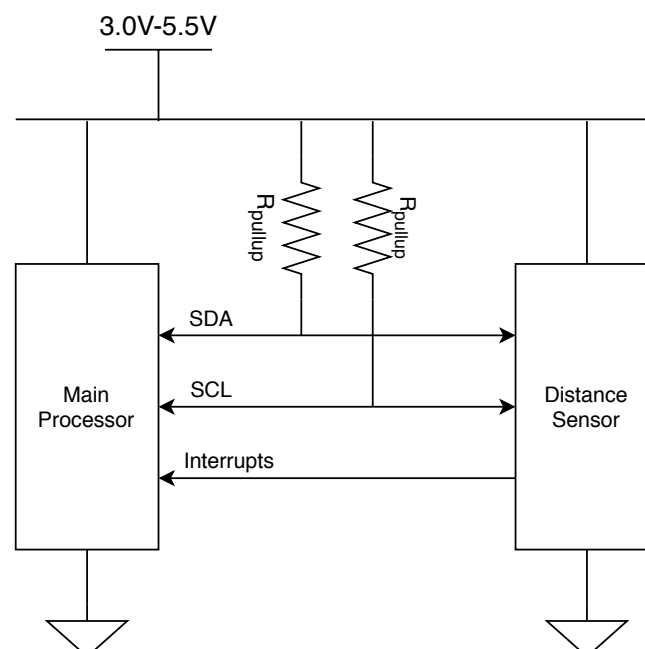 3.0V-5.5V
Rpullup
Rpullup
SDA
SCL
Interrupts
Main
Processor
Distance
Sensor